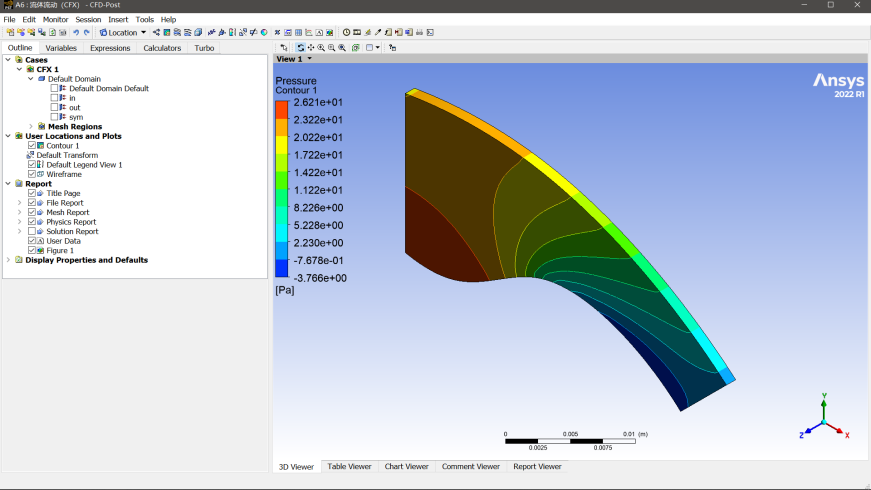 A6 : 流体流动 (CFX) - CFD-Post
File Edit Monitor Session Insert Tools Help
Location
Outline Variables Expressions Calculators Turbo
Cases
CFX 1
Default Domain
Default Domain Default
in
out
sym
Mesh Regions
User Locations and Plots
Contour 1
Default Transform
Default Legend View 1
Wireframe
Report
Title Page
File Report
Mesh Report
Physics Report
Solution Report
User Data
Figure 1
Display Properties and Defaults
View 1
Pressure
Contour 1
2.621e+01
2.322e+01
2.022e+01
1.722e+01
1.422e+01
1.122e+01
8.226e+00
5.228e+00
2.230e+00
-7.678e-01
-3.766e+00
[Pa]
Ansys
2022 R1
0 0.005 0.01 (m)
0.0025 0.0075
Y
Z X
3D Viewer Table Viewer Chart Viewer Comment Viewer Report Viewer